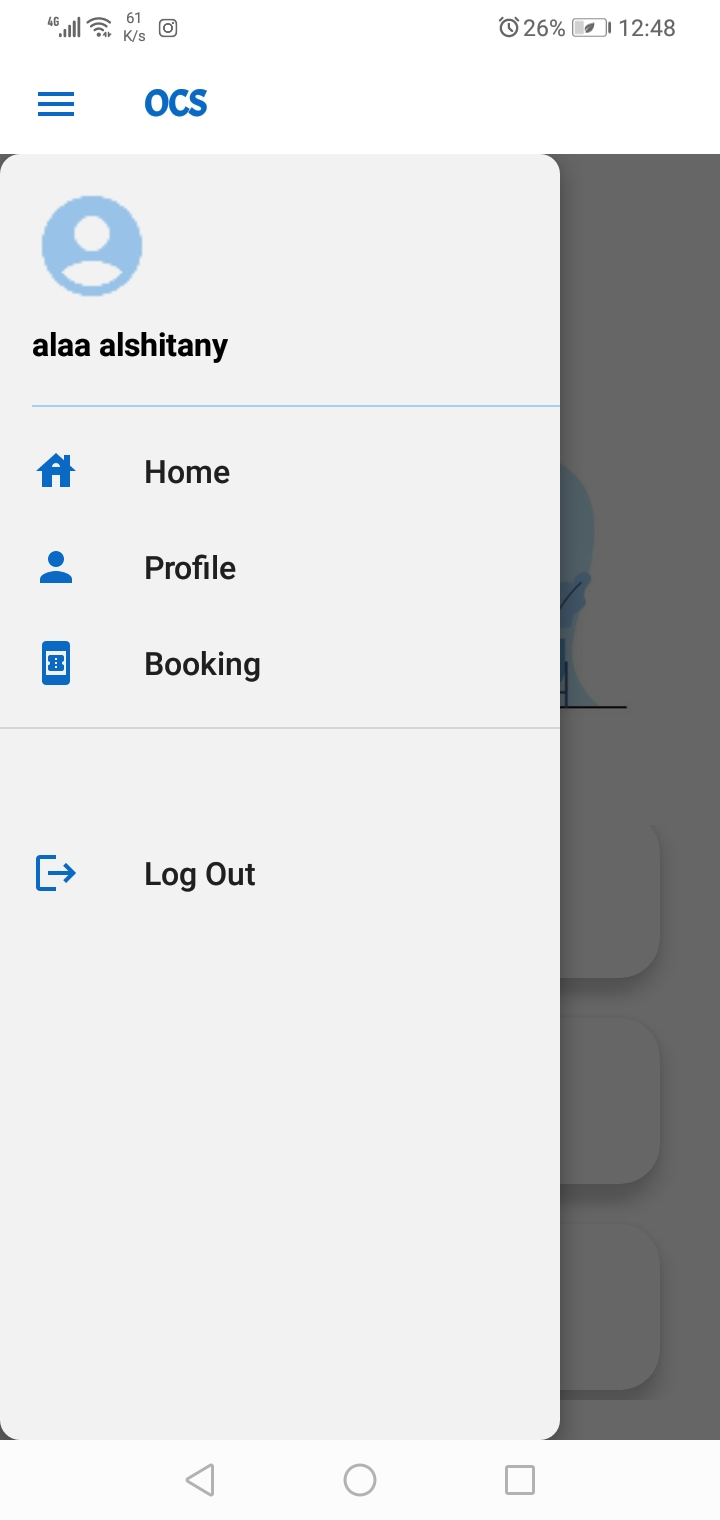 4G 61 K/s 26% 12:48
OCS
alaa alshitany
Home
Profile
Booking
Log Out